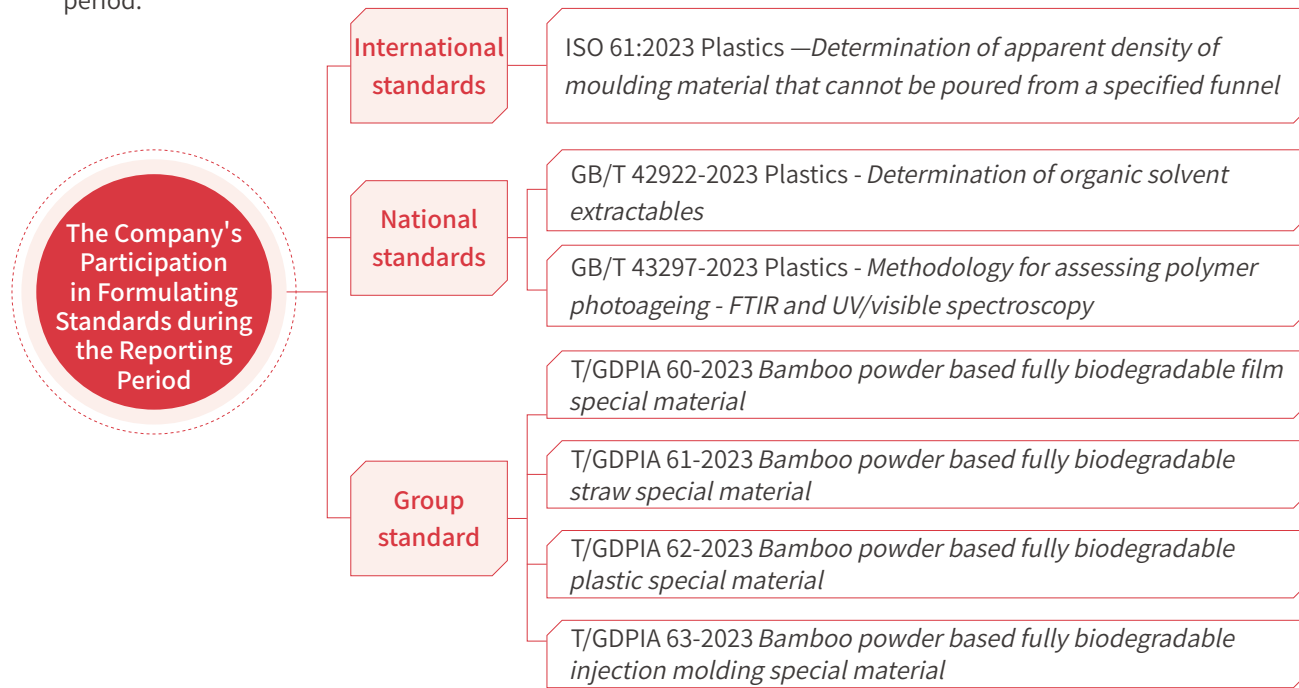 period.
International
standards
ISO 61:2023 Plastics —Determination of apparent density of
moulding material that cannot be poured from a specified funnel
The Company's
Participation
in Formulating
Standards during
the Reporting
Period
National
standards
GB/T 42922-2023 Plastics - Determination of organic solvent
extractables
GB/T 43297-2023 Plastics - Methodology for assessing polymer
photoageing - FTIR and UV/visible spectroscopy
Group
standard
T/GDPIA 60-2023 Bamboo powder based fully biodegradable film
special material
T/GDPIA 61-2023 Bamboo powder based fully biodegradable
straw special material
T/GDPIA 62-2023 Bamboo powder based fully biodegradable
plastic special material
T/GDPIA 63-2023 Bamboo powder based fully biodegradable
injection molding special material